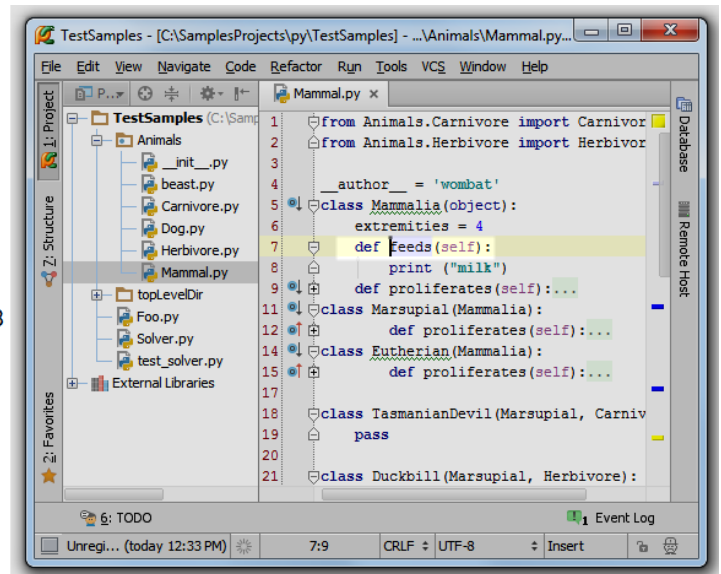 TestSamples - [C:\SamplesProjects\py\TestSamples] - ...\Animals\Mammal.py...
File Edit View Navigate Code Refactor Run Tools VCS Window Help
P... Mammal.py
1: Project
Z: Structure
2: Favorites
TestSamples (C:\Samp
Animals
__init__.py
beast.py
Carnivore.py
Dog.py
Herbivore.py
Mammal.py
topLevelDir
Foo.py
Solver.py
test_solver.py
External Libraries
1 from Animals.Carnivore import Carnivor
2 from Animals.Herbivore import Herbivor
3
4 __author__ = 'wombat'
5 class Mammalia(object):
6 extremities = 4
7 def feeds(self):
8 print ("milk")
9 def proliferates(self):...
11 class Marsupial(Mammalia):
12 def proliferates(self):...
14 class Eutherian(Mammalia):
15 def proliferates(self):...
17
18 class TasmanianDevil(Marsupial, Carniv
19 pass
20
21 class Duckbill(Marsupial, Herbivore):
Database
Remote Host
6: TODO 1 Event Log
Unregi... (today 12:33 PM) 7:9 CRLF UTF-8 Insert